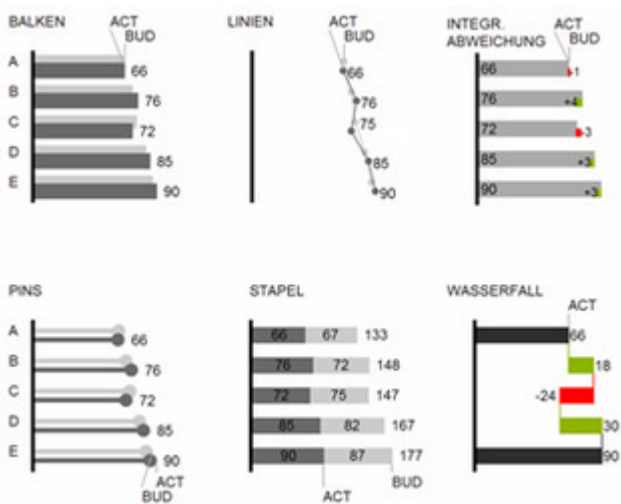 BALKEN
ACT
BUD
A
66
B
76
C
72
D
85
E
90
LINIEN
ACT
BUD
66
76
75
85
90
INTEGR.
ABWEICHUNG
ACT
BUD
66 -1
76 +4
72 -3
85 +3
90 +3
PINS
A
66
B
76
C
72
D
85
E
90
ACT
BUD
STAPEL
66 67 133
76 72 148
72 75 147
85 82 167
90 87 177
BUD
ACT
WASSERFALL
ACT
66
18
-24
30
90